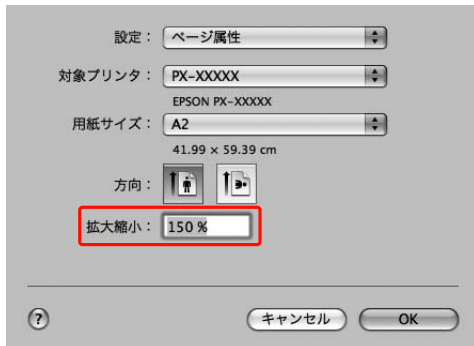 設定： ページ属性
対象プリンタ： PX-XXXXX
EPSON PX-XXXXX
用紙サイズ： A2
41.99 × 59.39 cm
方向：
拡大縮小： 150 %
? キャンセル OK